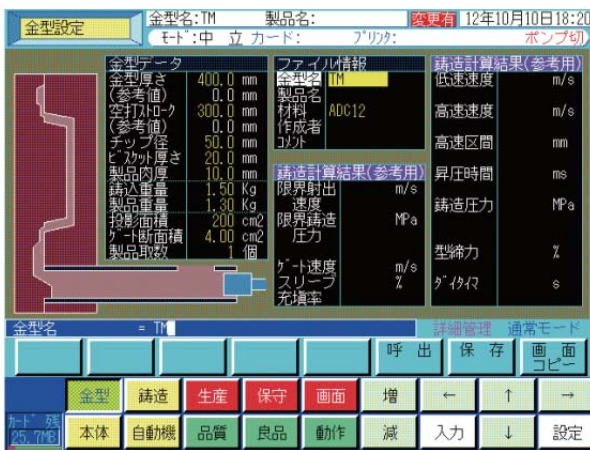 金型設定
金型名:TM 製品名: 変更有 12年10月10日18:20
モード:中 立 カード: プリンタ: ポンプ切
金型データ
金型厚さ 400.0 mm
(参考値) 0.0 mm
空打ストローク 300.0 mm
(参考値) 0.0 mm
チップ径 50.0 mm
ビスケット厚さ 20.0 mm
製品肉厚 10.0 mm
鋳込重量 1.50 Kg
製品重量 1.30 Kg
投影面積 200 cm2
ゲート断面積 4.00 cm2
製品取数 1 個
ファイル情報
金型名 TM
製品名
材料 ADC12
作成者
コメント
鋳造計算結果(参考用)
限界射出 m/s
速度
限界鋳造 MPa
圧力
ゲート速度 m/s
スリーブ %
充填率
鋳造計算結果(参考用)
低速速度 m/s
高速速度 m/s
高速区間 mm
昇圧時間 ms
鋳造圧力 MPa
型締力 %
ダイタイマ s
金型名 = TM 詳細管理 通常モード
呼 出 保 存 画 面
コピー
金型 鋳造 生産 保守 画面 増 ← ↑ →
カード 残
25.7MB 本体 自動機 品質 良品 動作 減 入力 ↓ 設定